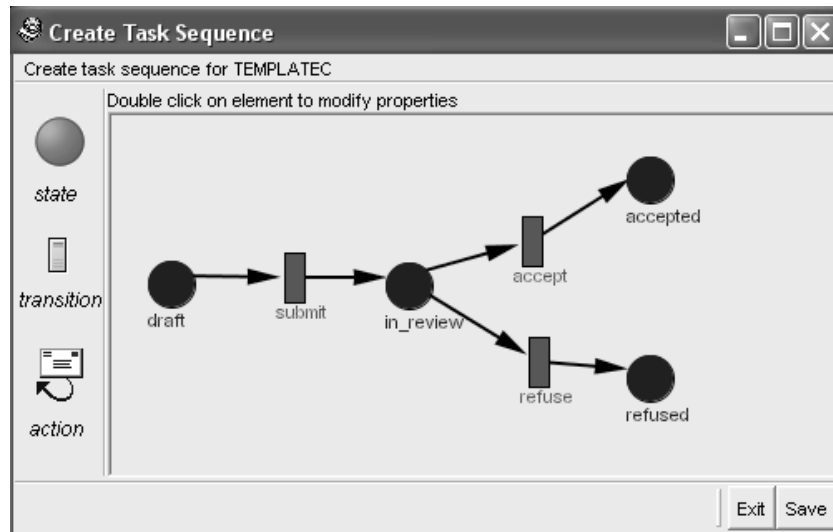 Create Task Sequence
Create task sequence for TEMPLATEC
Double click on element to modify properties
state
transition
action
draft
submit
in_review
accept
accepted
refuse
refused
Exit
Save